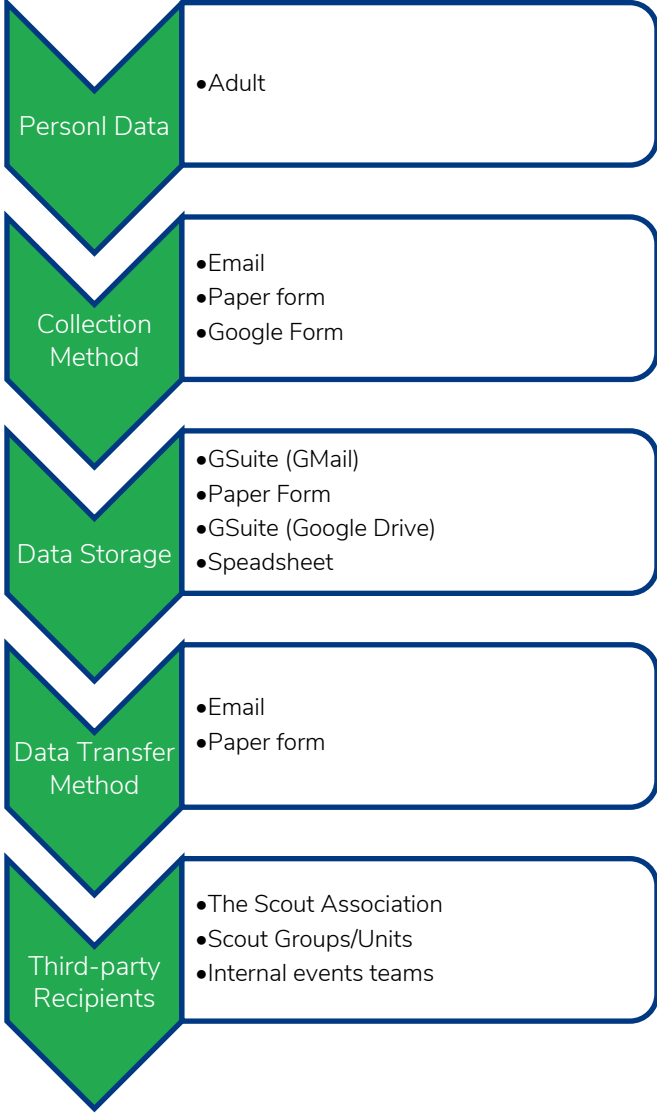 Personl Data
•Adult
Collection
Method
•Email
•Paper form
•Google Form
Data Storage
•GSuite (GMail)
•Paper Form
•GSuite (Google Drive)
•Speadsheet
Data Transfer
Method
•Email
•Paper form
Third-party
Recipients
•The Scout Association
•Scout Groups/Units
•Internal events teams